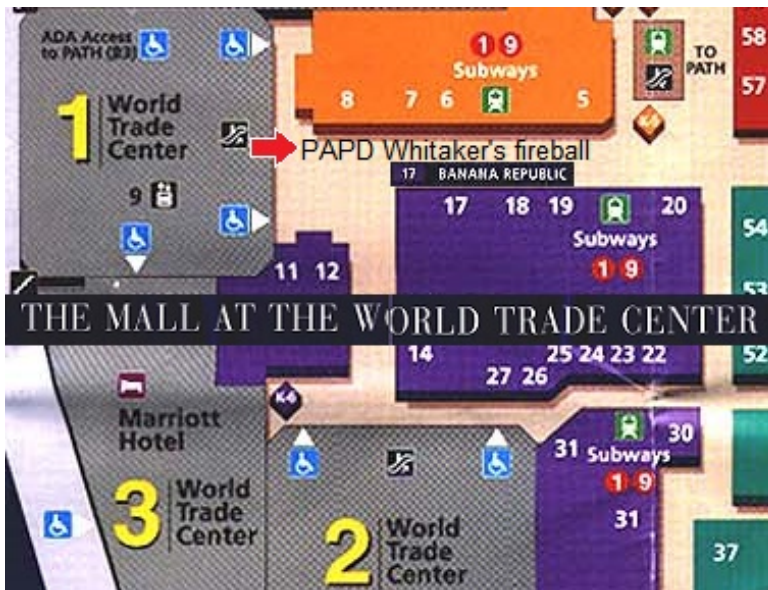 ADA Access
to PATH (B3)
1
World
Trade
Center
9
1 9
Subways
8 7 6 5
TO
PATH
58
57
PAPD Whitaker's fireball
17 BANANA REPUBLIC
17 18 19 20
Subways
1 9
54
53
11 12
THE MALL AT THE WORLD TRADE CENTER
14
25 24 23 22
27 26
52
K-6
Marriott
Hotel
3
World
Trade
Center
2
World
Trade
Center
31
Subways
30
1 9
31
37